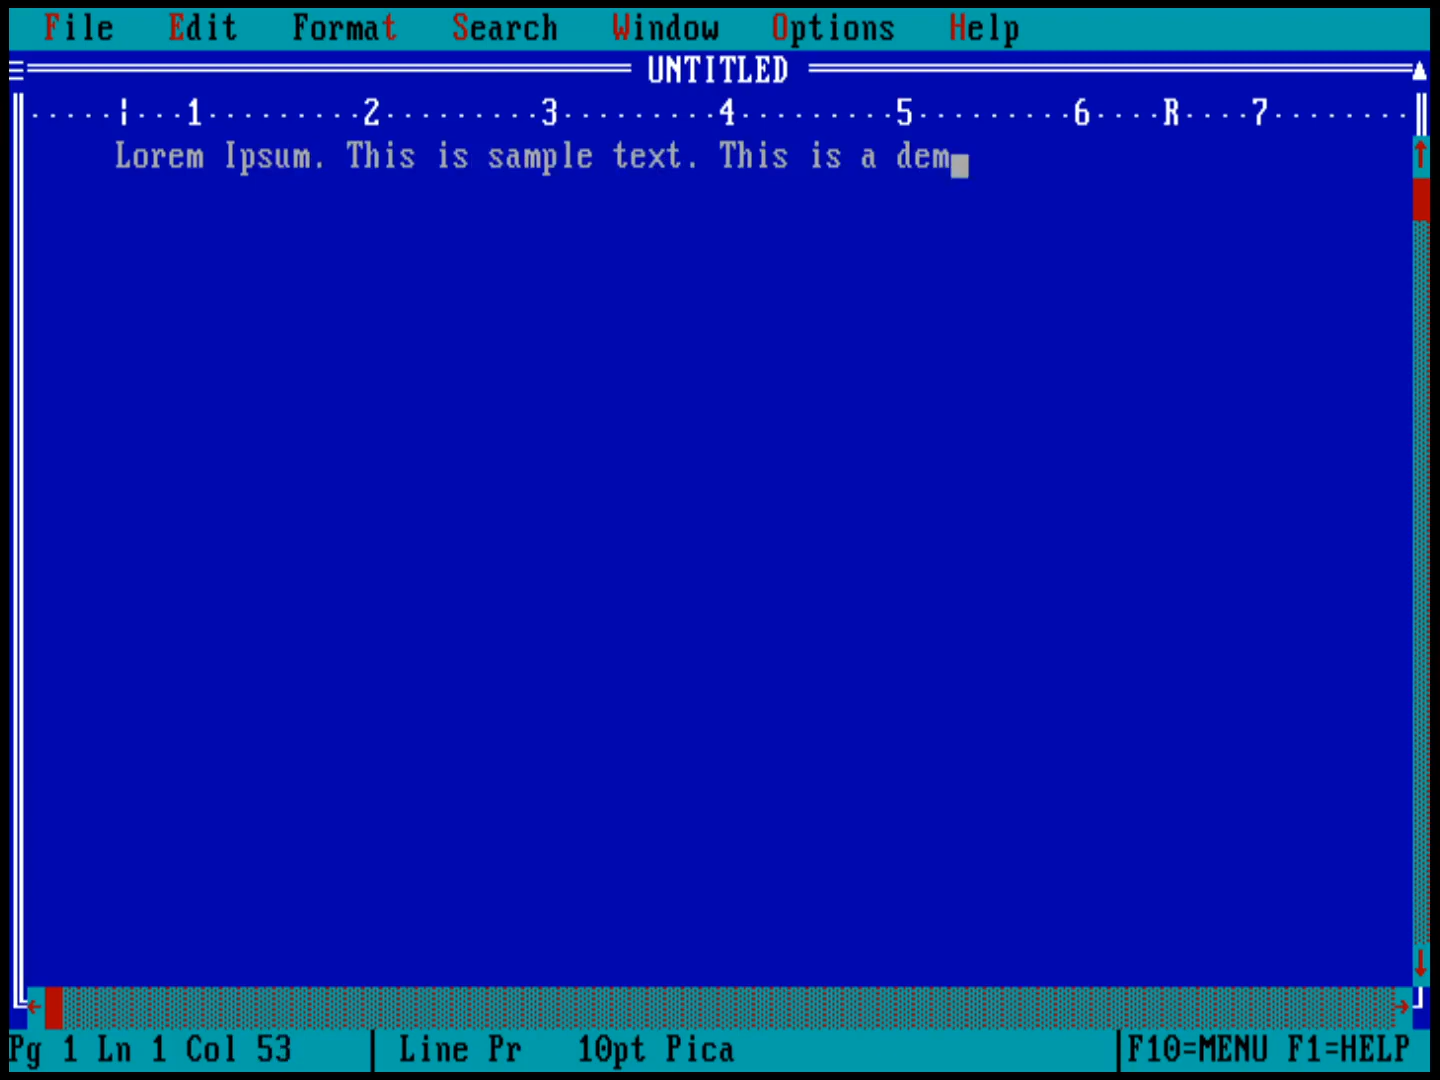 File Edit Format Search Window Options Help
UNTITLED
.....|...1.........2.........3.........4.........5.........6....R....7........
Lorem Ipsum. This is sample text. This is a dem
Pg 1 Ln 1 Col 53 | Line Pr 10pt Pica |F10=MENU F1=HELP